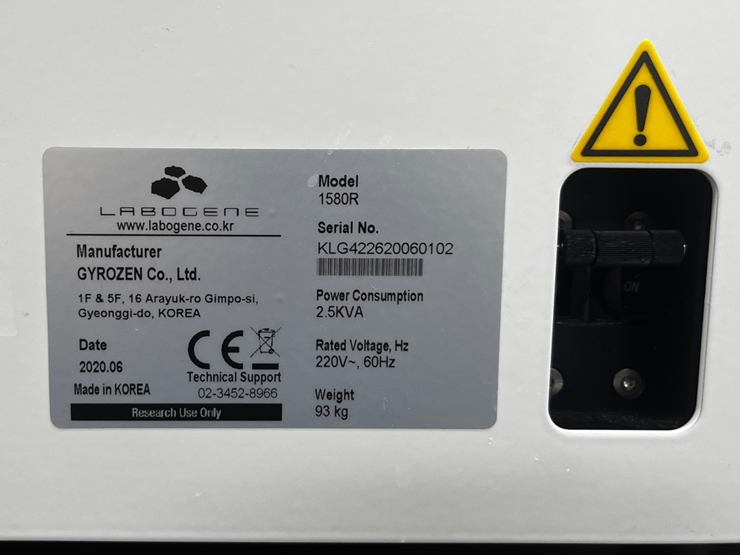 LABOGENE
www.labogene.co.kr
Manufacturer
GYROZEN Co., Ltd.
1F & 5F, 16 Arayuk-ro Gimpo-si,
Gyeonggi-do, KOREA
Date
2020.06
Made in KOREA
CE
Technical Support
02-3452-8966
Research Use Only
Model
1580R
Serial No.
KLG422620060102
Power Consumption
2.5KVA
Rated Voltage, Hz
220V~, 60Hz
Weight
93 kg
!
ON